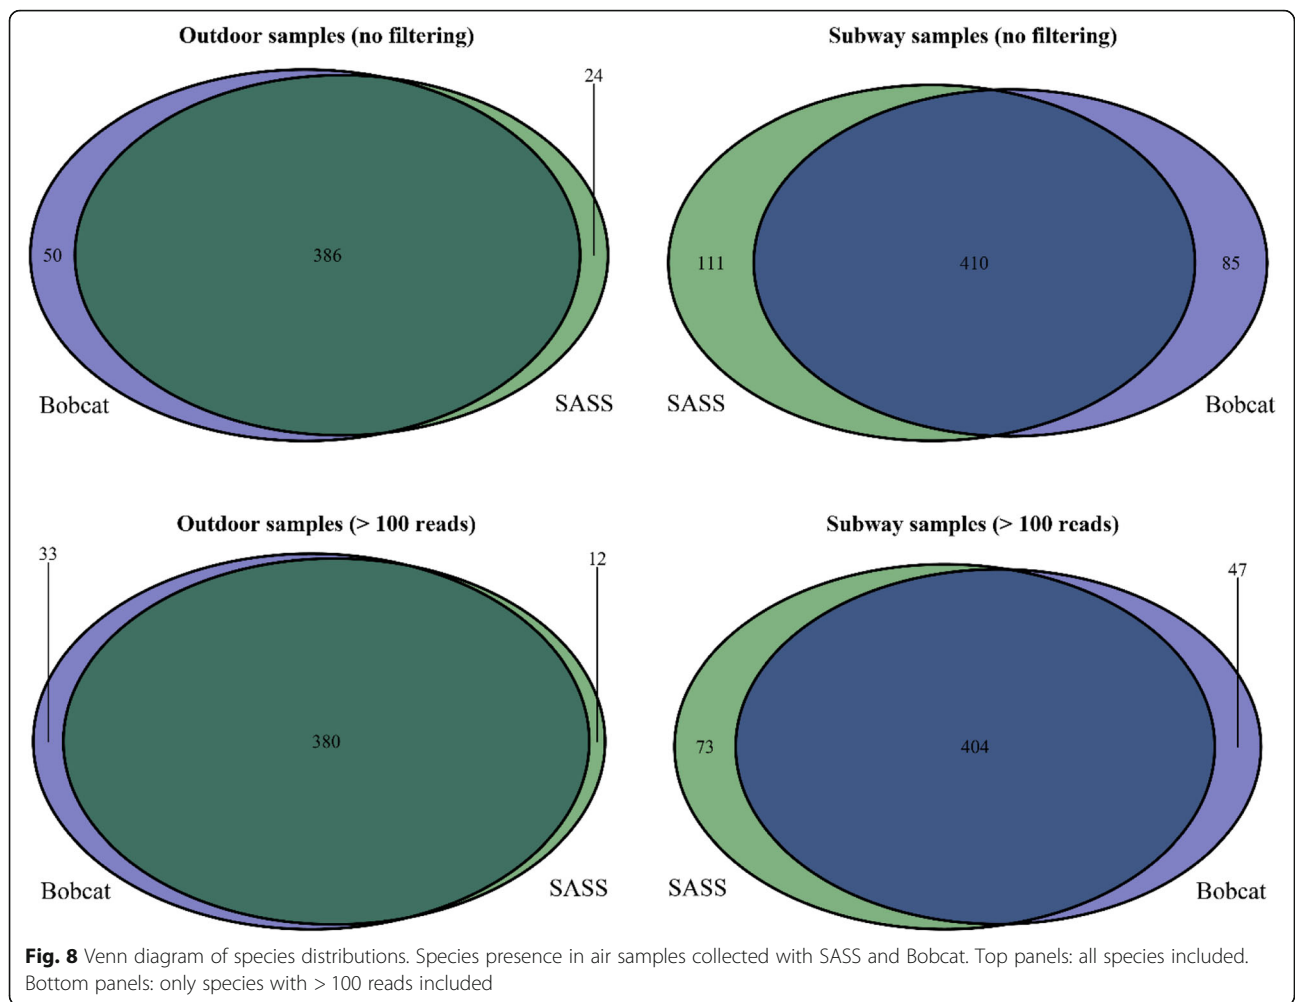 Outdoor samples (no filtering)
24
50
386
Bobcat
SASS
Subway samples (no filtering)
111
410
85
SASS
Bobcat
Outdoor samples (> 100 reads)
33
12
380
Bobcat
SASS
Subway samples (> 100 reads)
47
73
404
SASS
Bobcat
Fig. 8 Venn diagram of species distributions. Species presence in air samples collected with SASS and Bobcat. Top panels: all species included.
Bottom panels: only species with > 100 reads included